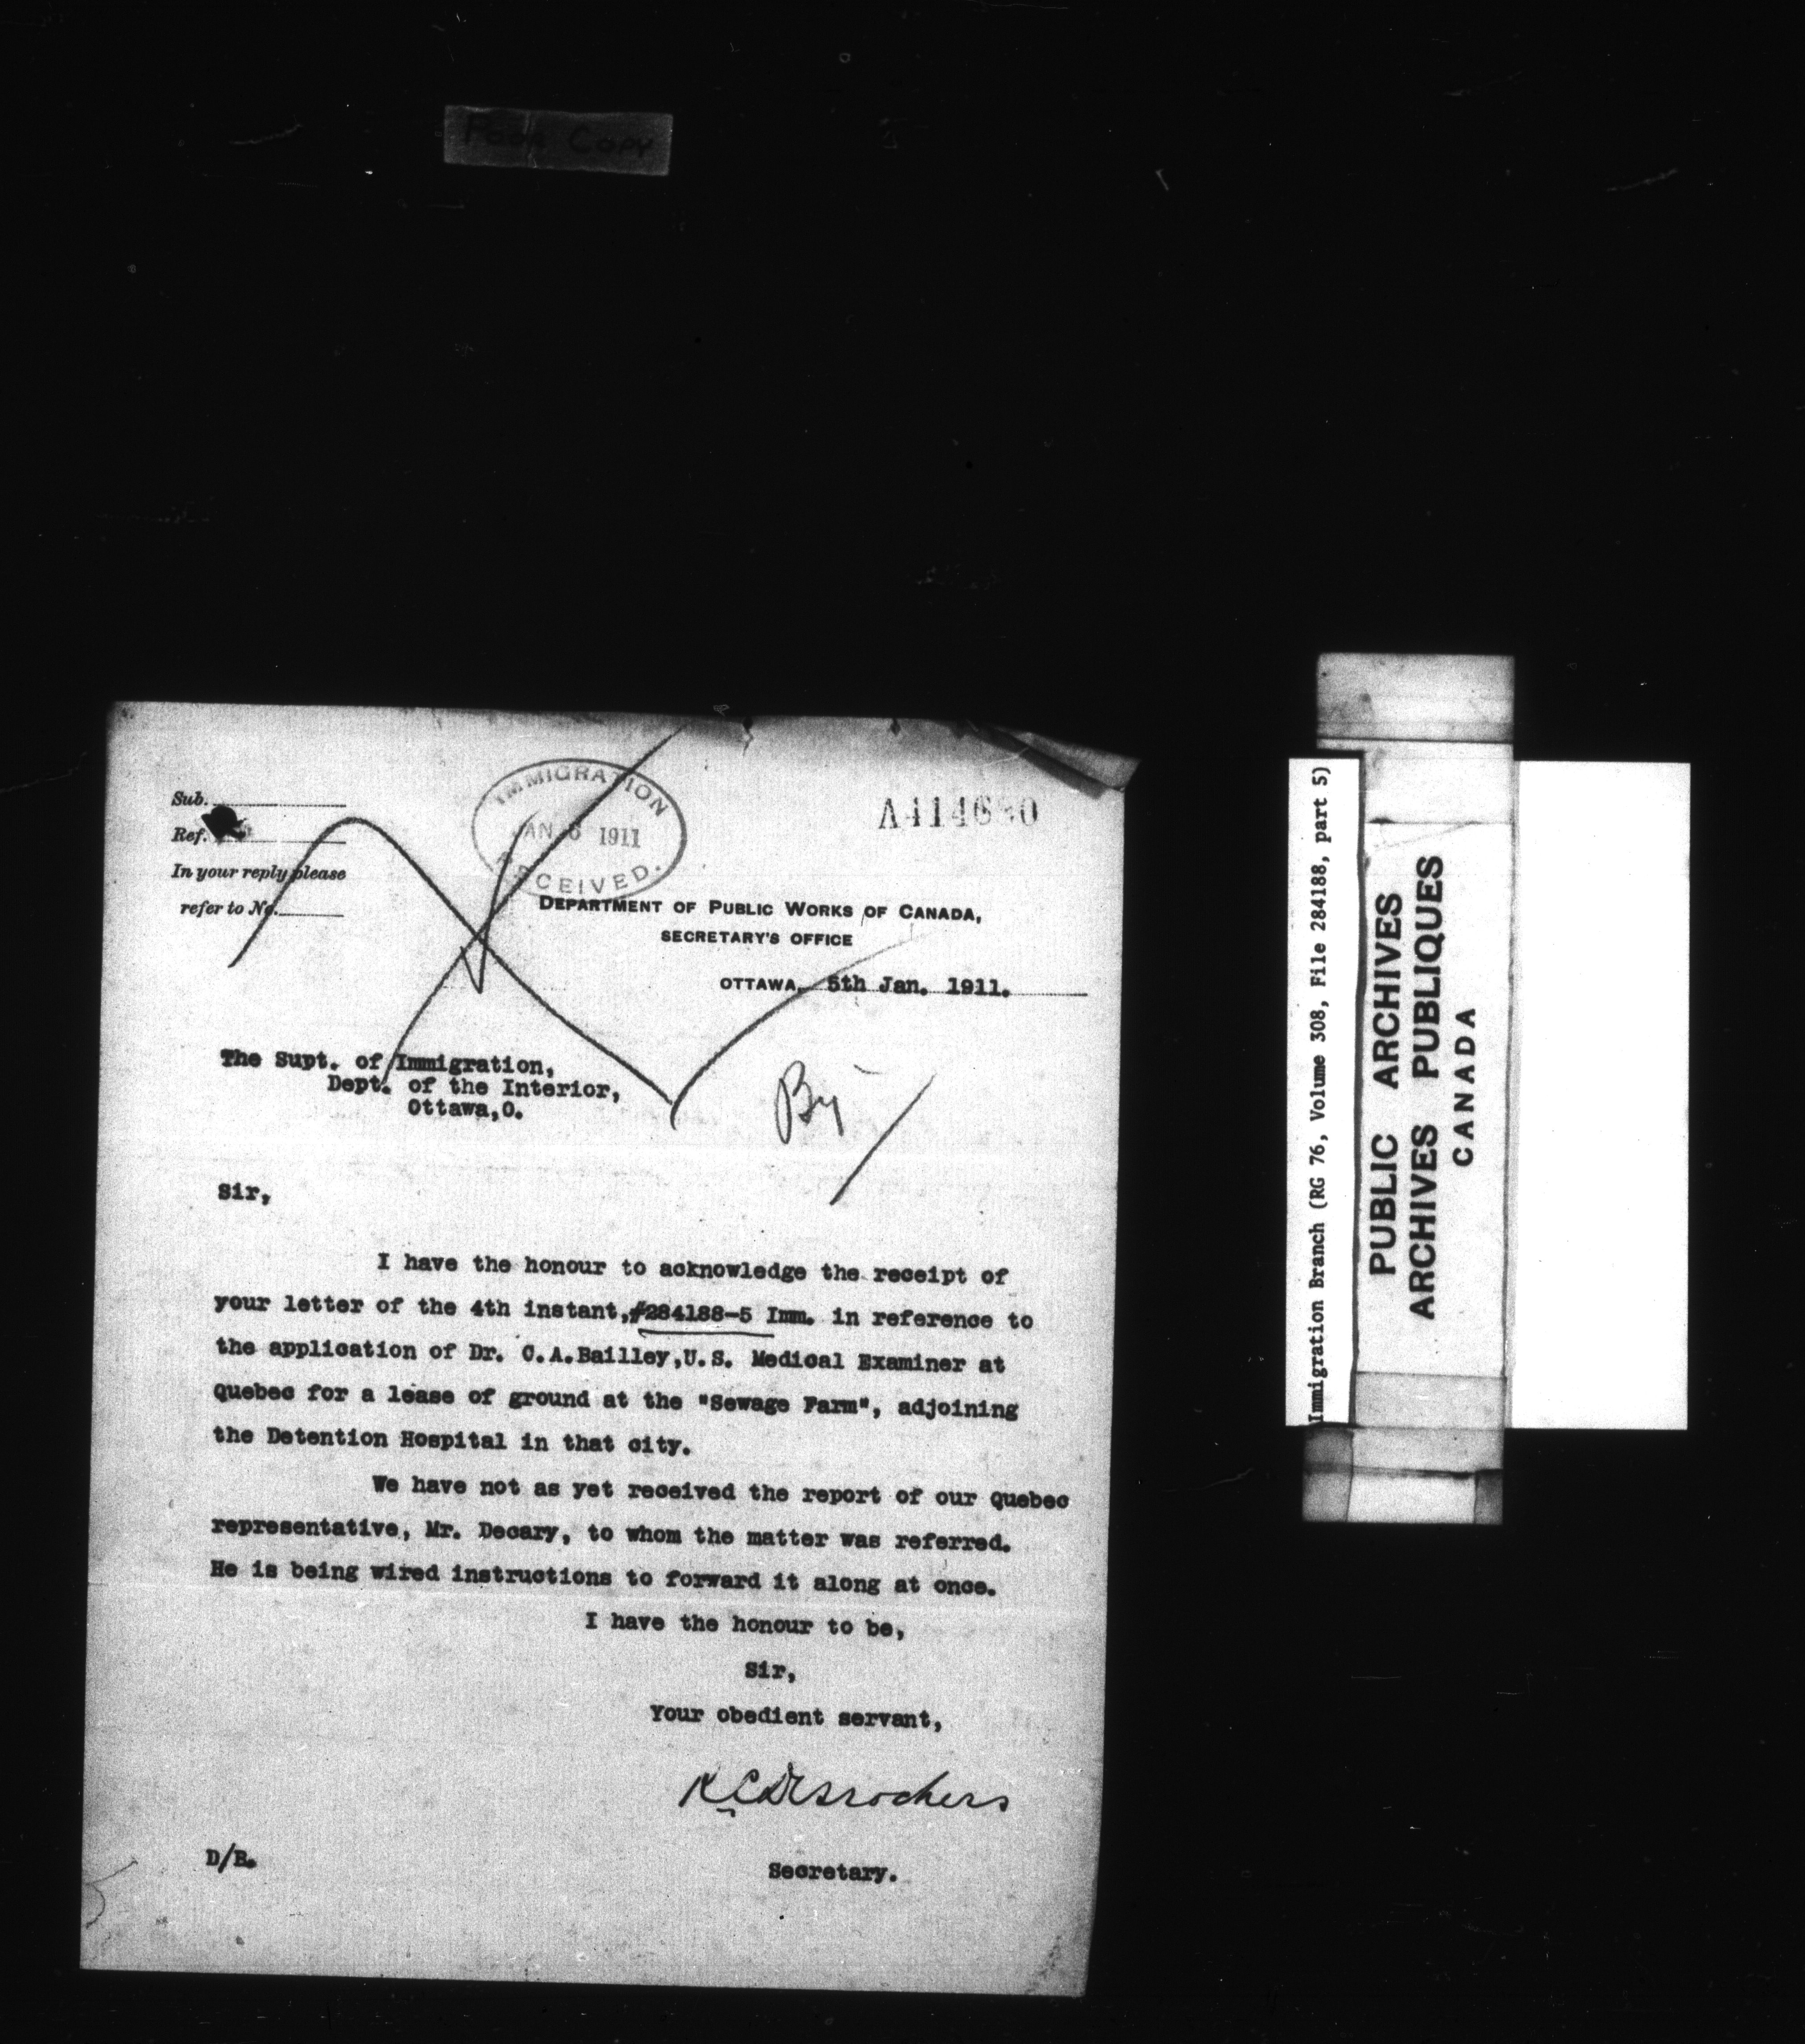 Poor Copy
IMMIGRATION
JAN 6 1911
RECEIVED.
Sub.
Ref.
In your reply please
refer to No.
DEPARTMENT OF PUBLIC WORKS OF CANADA,
SECRETARY'S OFFICE
OTTAWA, 5th Jan. 1911.
The Supt. of Immigration,
Dept. of the Interior,
Ottawa,O.
By
Sir,
I have the honour to acknowledge the receipt of
your letter of the 4th instant,#284188-5 Imm. in reference to
the application of Dr. C.A.Bailley,U.S. Medical Examiner at
Quebec for a lease of ground at the "Sewage Farm", adjoining
the Detention Hospital in that city.
We have not as yet received the report of our Quebec
representative, Mr. Decary, to whom the matter was referred.
He is being wired instructions to forward it along at once.
I have the honour to be,
Sir,
Your obedient servant,
RCDesrochers
D/B.
Secretary.
Immigration Branch (RG 76, Volume 308, File 284188, part 5)
PUBLIC ARCHIVES
ARCHIVES PUBLIQUES
CANADA